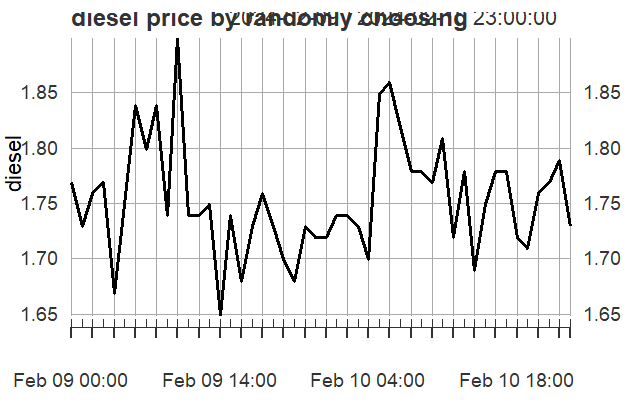 diesel price by randomly choosing
23:00:00
diesel
1.85 1.85
1.80 1.80
1.75 1.75
1.70 1.70
1.65 1.65
Feb 09 00:00 Feb 09 14:00 Feb 10 04:00 Feb 10 18:00